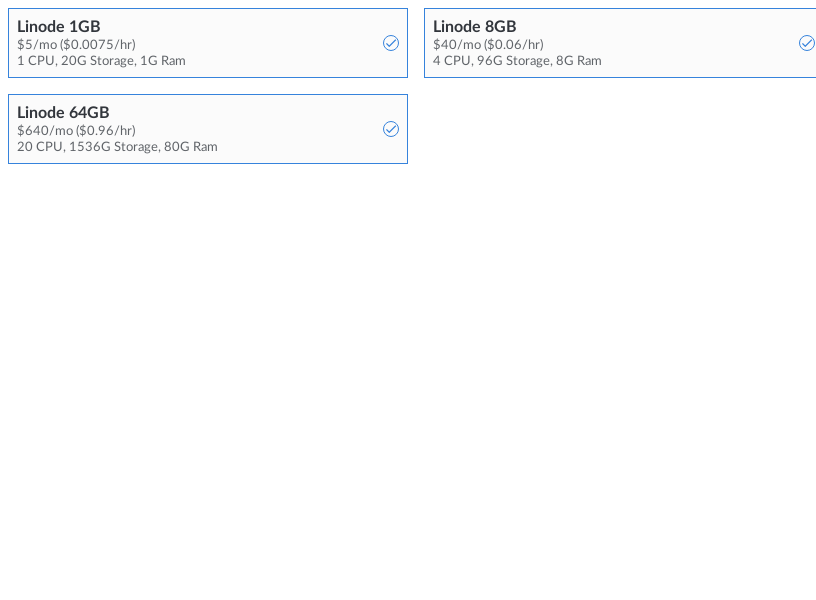 Linode 1GB
$5/mo ($0.0075/hr)
1 CPU, 20G Storage, 1G Ram
Linode 8GB
$40/mo ($0.06/hr)
4 CPU, 96G Storage, 8G Ram
Linode 64GB
$640/mo ($0.96/hr)
20 CPU, 1536G Storage, 80G Ram